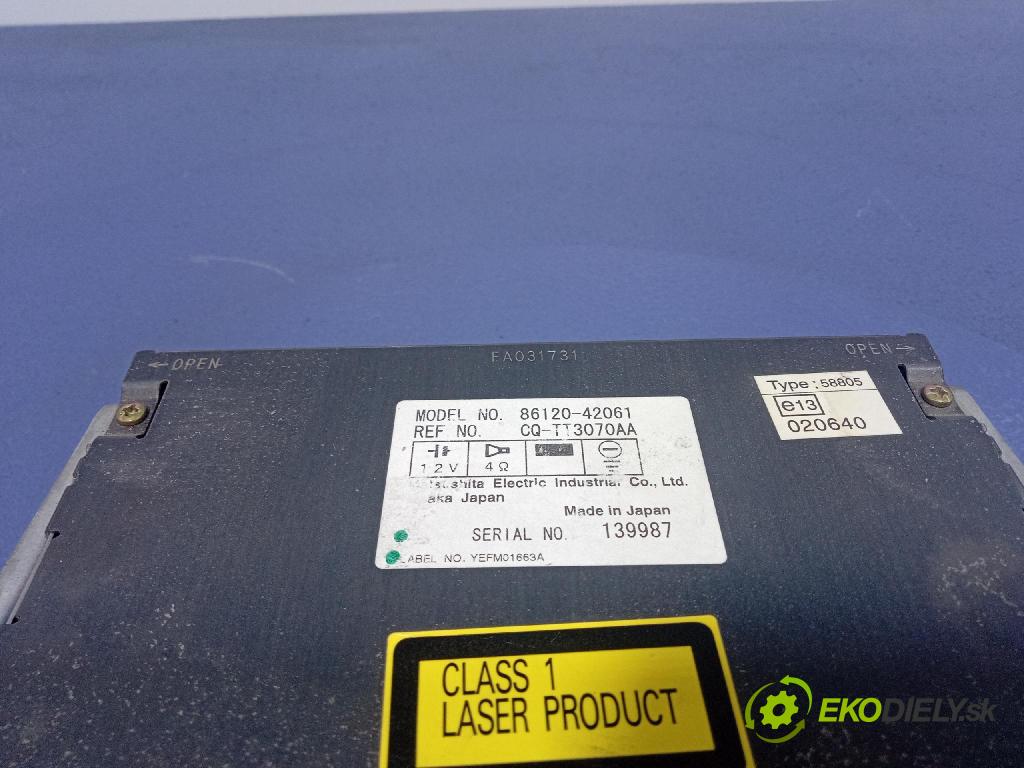 ←OPEN
FA031731
OPEN→
Type : 58805
e13
020640
MODEL NO. 86120-42061
REF NO. CQ-TT3070AA
12V 4Ω
Electric Industrial Co., Ltd.
Japan
Made in Japan
SERIAL NO. 139987
LABEL NO. YEFM01663A
CLASS 1
LASER PRODUCT
EKODIELY.sk